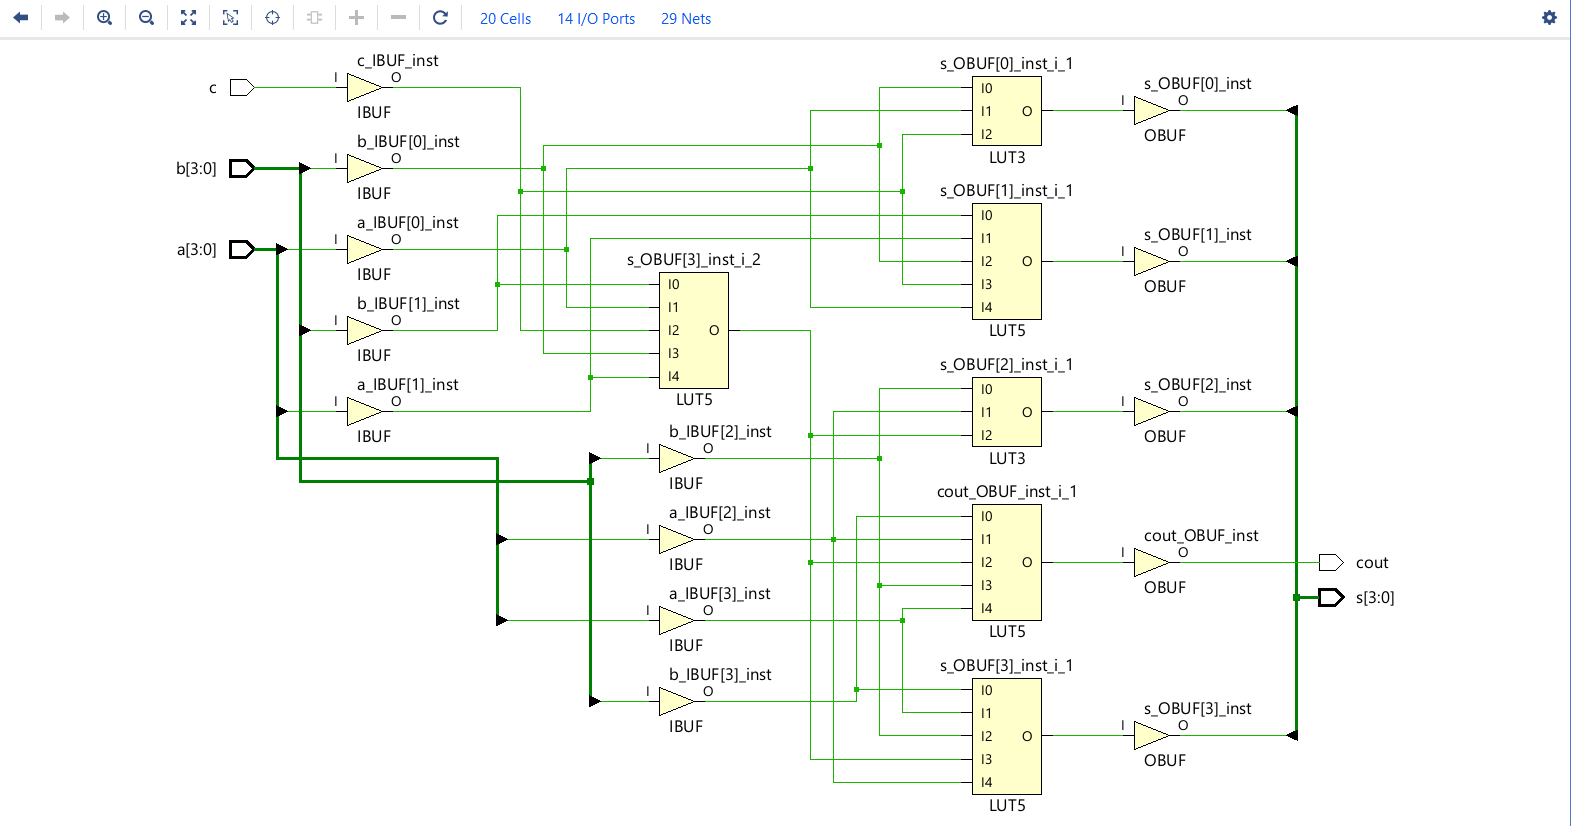 20 Cells 14 I/O Ports 29 Nets
c_IBUF_inst
c I O
IBUF
b_IBUF[0]_inst
b[3:0] I O
IBUF
a_IBUF[0]_inst
a[3:0] I O
IBUF
b_IBUF[1]_inst
I O
IBUF
a_IBUF[1]_inst
I O
IBUF
s_OBUF[3]_inst_i_2
I0
I1
I2 O
I3
I4
LUT5
b_IBUF[2]_inst
I O
IBUF
a_IBUF[2]_inst
I O
IBUF
a_IBUF[3]_inst
I O
IBUF
b_IBUF[3]_inst
I O
IBUF
s_OBUF[0]_inst_i_1
I0
I1 O
I2
LUT3
s_OBUF[1]_inst_i_1
I0
I1
I2 O
I3
I4
LUT5
s_OBUF[2]_inst_i_1
I0
I1 O
I2
LUT3
cout_OBUF_inst_i_1
I0
I1
I2 O
I3
I4
LUT5
s_OBUF[3]_inst_i_1
I0
I1
I2 O
I3
I4
LUT5
s_OBUF[0]_inst
I O
OBUF
s_OBUF[1]_inst
I O
OBUF
s_OBUF[2]_inst
I O
OBUF
cout_OBUF_inst
I O
OBUF
s_OBUF[3]_inst
I O
OBUF
cout
s[3:0]